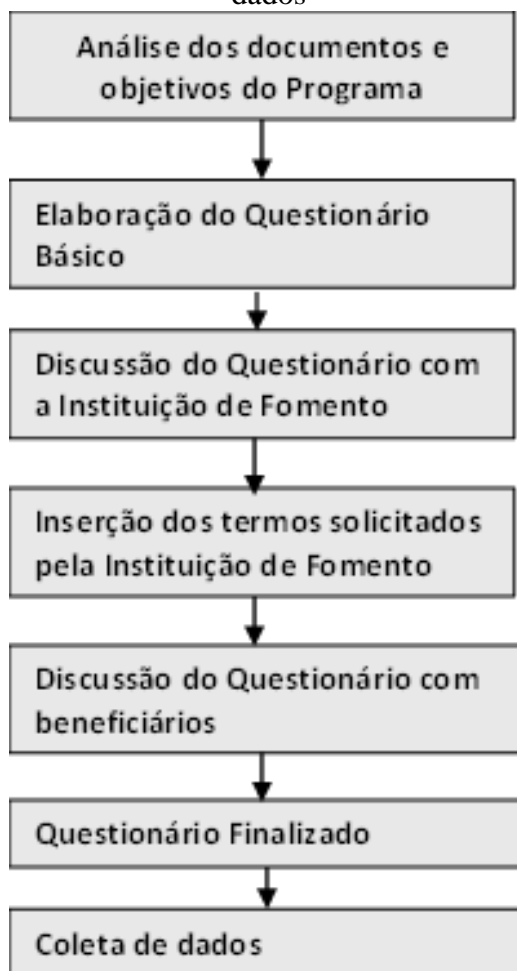 dados
Análise dos documentos e
objetivos do Programa
Elaboração do Questionário
Básico
Discussão do Questionário com
a Instituição de Fomento
Inserção dos termos solicitados
pela Instituição de Fomento
Discussão do Questionário com
beneficiários
Questionário Finalizado
Coleta de dados